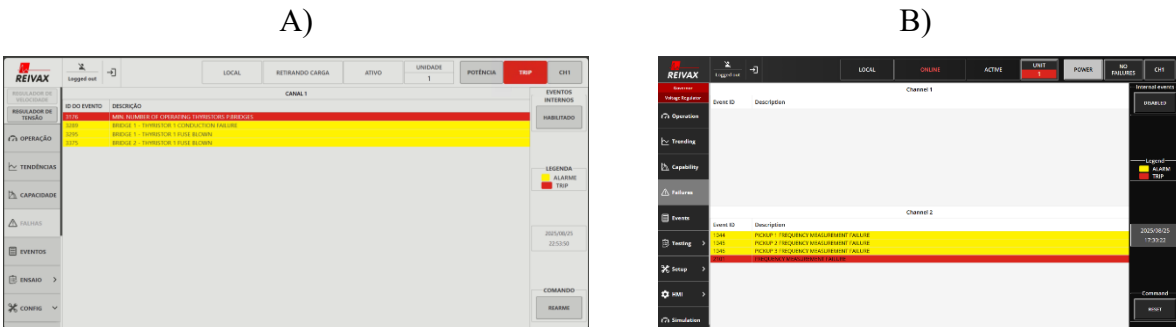 A)
B)
REIVAX
Logged out
LOCAL
RETIRANDO CARGA
ATIVO
UNIDADE
1
POTÊNCIA
TRIP
CH1
REGULADOR DE
VELOCIDADE
REGULADOR DE
TENSÃO
OPERAÇÃO
TENDÊNCIAS
CAPACIDADE
FALHAS
EVENTOS
ENSAIO
CONFIG
CANAL 1
ID DO EVENTO DESCRIÇÃO
3176 MIN. NUMBER OF OPERATING THYRISTORS P.BRIDGES
BRIDGE 1 - THYRISTOR 1 CONDUCTION FAILURE
3295 BRIDGE 1 - THYRISTOR 1 FUSE BLOWN
3375 BRIDGE 2 - THYRISTOR 1 FUSE BLOWN
EVENTOS
INTERNOS
HABILITADO
LEGENDA
ALARME
TRIP
2025/08/25
22:53:50
COMANDO
REARME
REIVAX
Logged out
LOCAL
ONLINE
ACTIVE
UNIT
1
POWER
NO
FAILURES
CH1
Governor
Voltage Regulator
Operation
Trending
Capability
Failures
Events
Testing
Setup
HMI
Simulation
Channel 1
Event ID Description
Channel 2
Event ID Description
1344 PICKUP 1 FREQUENCY MEASUREMENT FAILURE
1345 PICKUP 2 FREQUENCY MEASUREMENT FAILURE
1346 PICKUP 3 FREQUENCY MEASUREMENT FAILURE
FREQUENCY MEASUREMENT FAILURE
Internal events
DISABLED
Legend
ALARM
TRIP
2025/08/25
17:33:22
Command
RESET